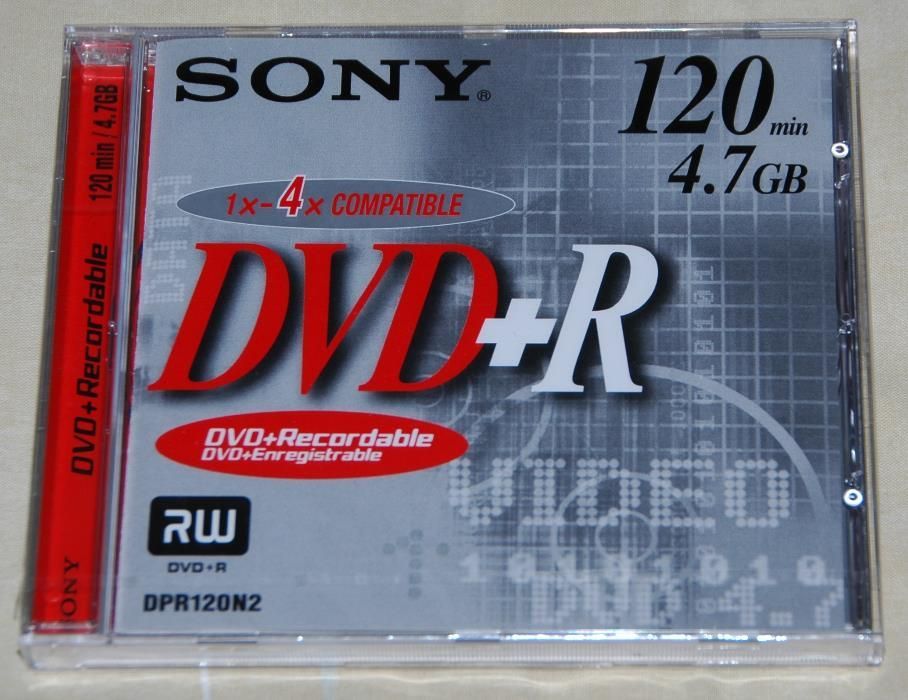 SONY®
120 min
4.7GB
1x-4x COMPATIBLE
DVD+R
DVD+Recordable
DVD+Enregistrable
VIDEO
RW
DVD+R
DPR120N2
DVD+Recordable 120 min / 4.7GB